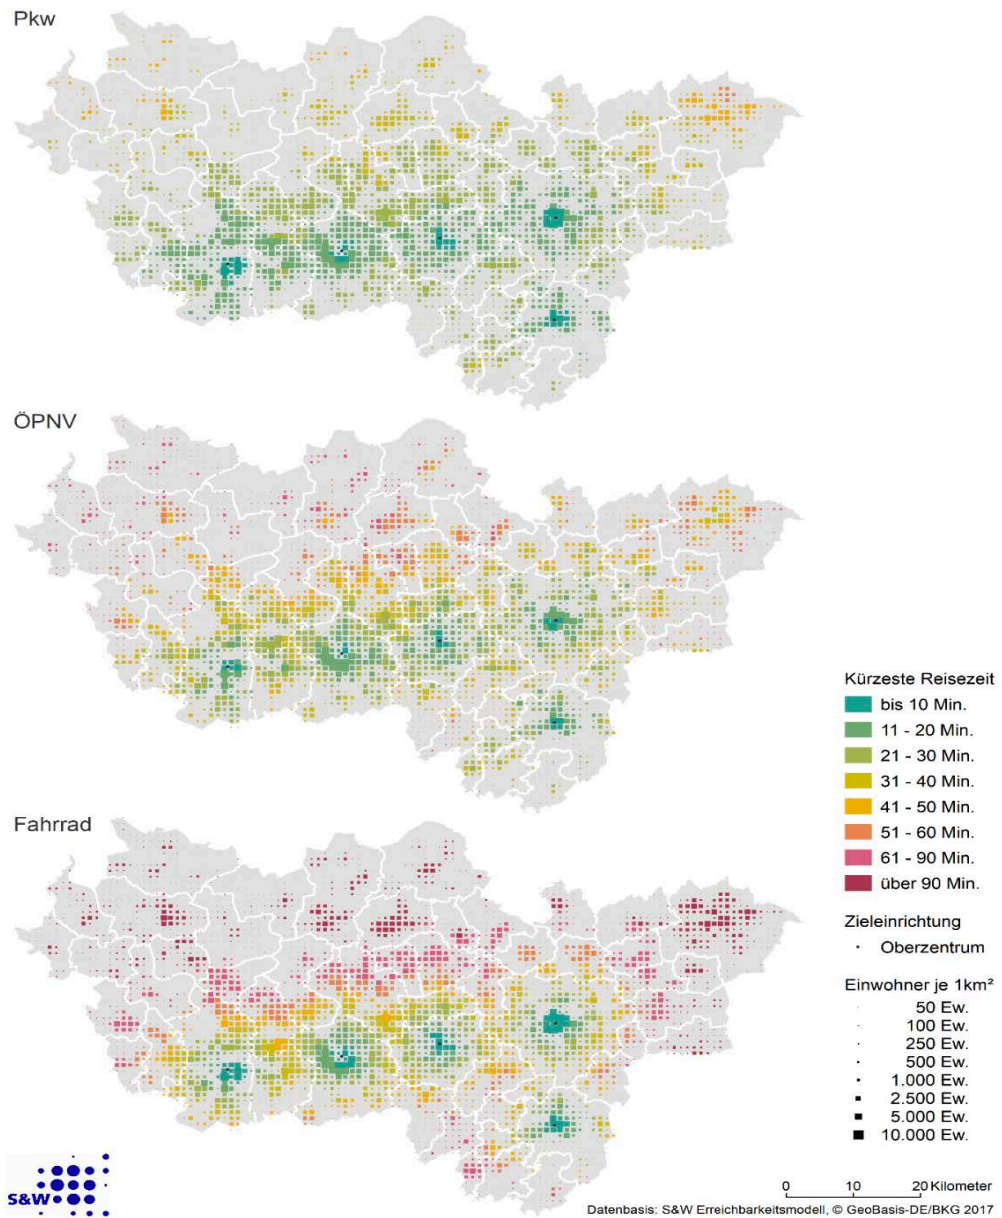 Pkw
ÖPNV
Fahrrad
Kürzeste Reisezeit
bis 10 Min.
11 - 20 Min.
21 - 30 Min.
31 - 40 Min.
41 - 50 Min.
51 - 60 Min.
61 - 90 Min.
über 90 Min.
Zieleinrichtung
Oberzentrum
Einwohner je 1km²
50 Ew.
100 Ew.
250 Ew.
500 Ew.
1.000 Ew.
2.500 Ew.
5.000 Ew.
10.000 Ew.
S&W
0 10 20 Kilometer
Datenbasis: S&W Erreichbarkeitsmodell, © GeoBasis-DE/BKG 2017